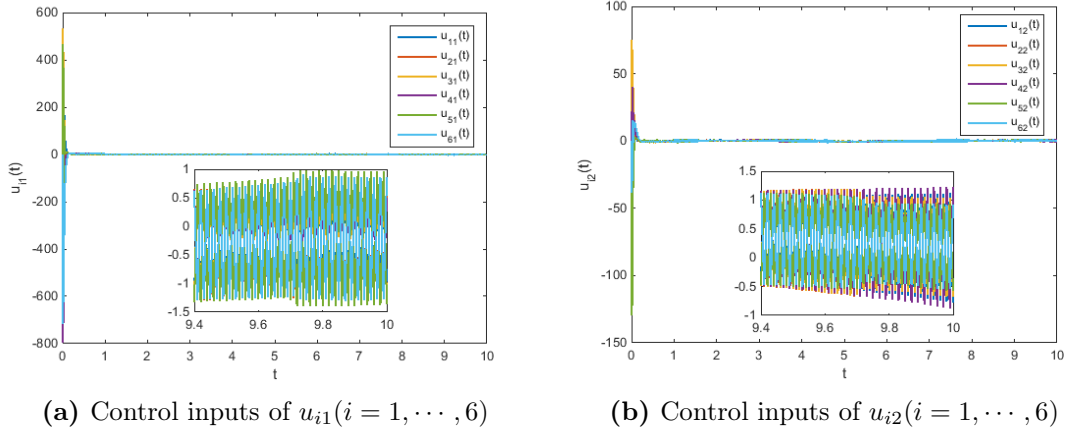 600
400
200
0
-200
-400
-600
-800
u_{i1}(t)
u_{11}(t)
u_{21}(t)
u_{31}(t)
u_{41}(t)
u_{51}(t)
u_{61}(t)
1
0.5
0
-0.5
-1
-1.5
9.4 9.6 9.8 10
0 1 2 3 4 5 6 7 8 9 10
t
(a) Control inputs of u_{i1}(i = 1, ⋯ , 6)
100
50
0
-50
-100
-150
u_{i2}(t)
u_{12}(t)
u_{22}(t)
u_{32}(t)
u_{42}(t)
u_{52}(t)
u_{62}(t)
1.5
1
0.5
0
-0.5
-1
9.4 9.6 9.8 10
0 1 2 3 4 5 6 7 8 9 10
t
(b) Control inputs of u_{i2}(i = 1, ⋯ , 6)